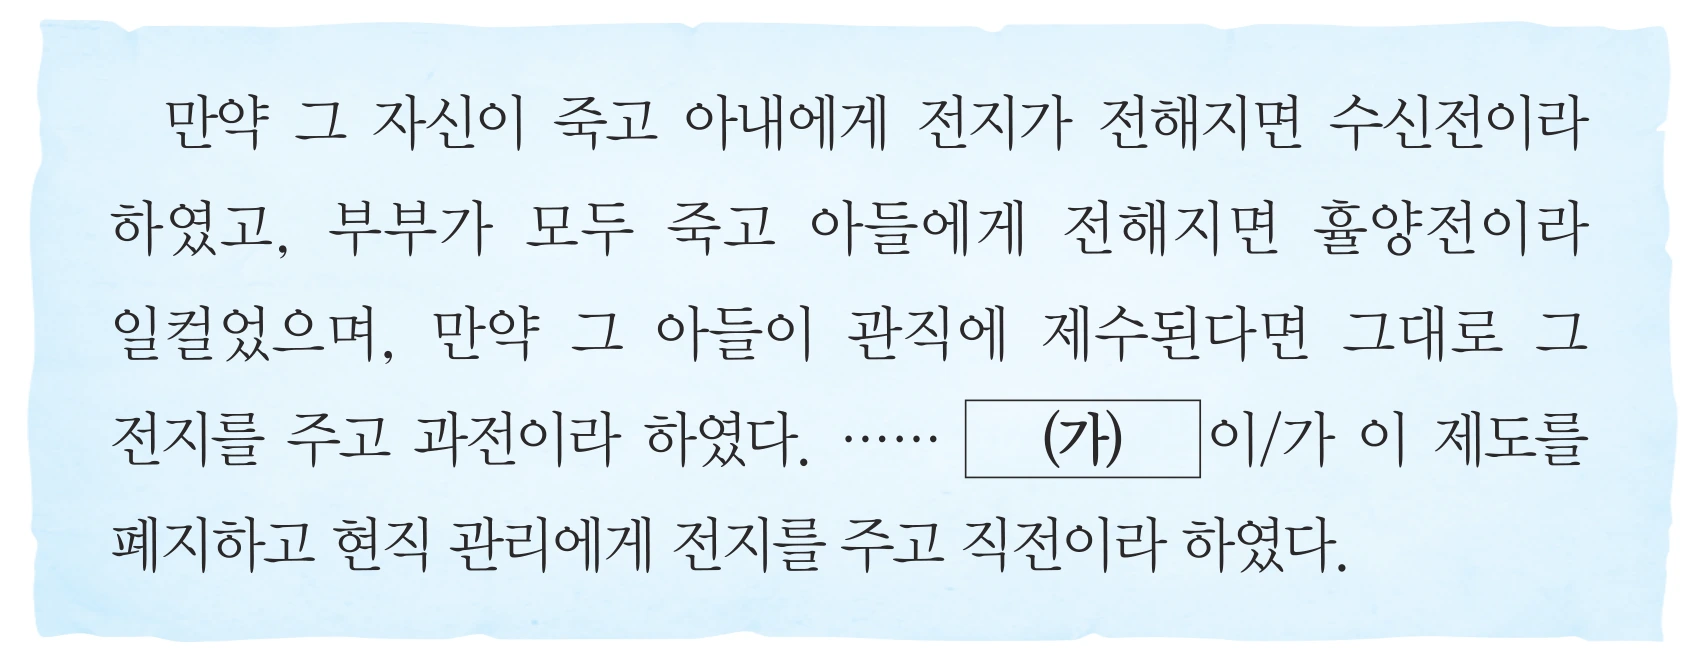 만약 그 자신이 죽고 아내에게 전지가 전해지면 수신전이라
하였고, 부부가 모두 죽고 아들에게 전해지면 휼양전이라
일컬었으며, 만약 그 아들이 관직에 제수된다면 그대로 그
전지를 주고 과전이라 하였다. …… (가) 이/가 이 제도를
폐지하고 현직 관리에게 전지를 주고 직전이라 하였다.